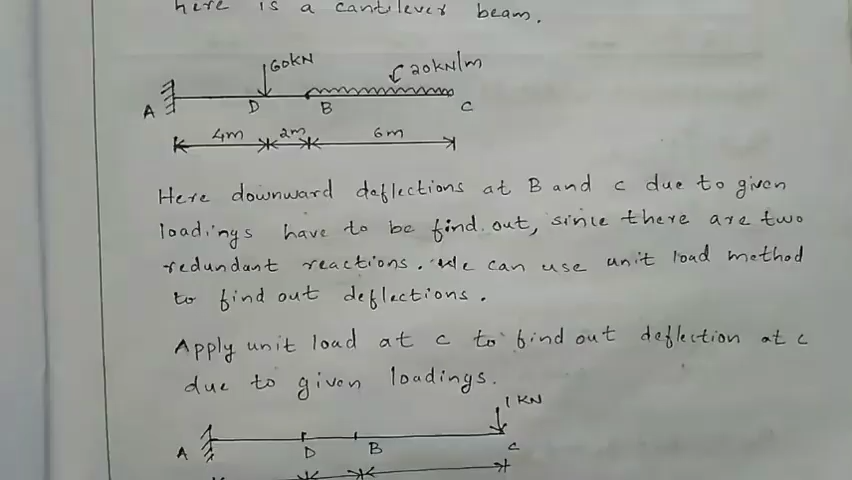 here is a cantilever beam.
60KN
20KN/m
A D B C
4m 2m 6m
Here downward deflections at B and c due to given
loadings have to be find out, since there are two
redundant reactions. We can use unit load method
to find out deflections.
Apply unit load at c to find out deflection at c
due to given loadings.
1 KN
A D B C